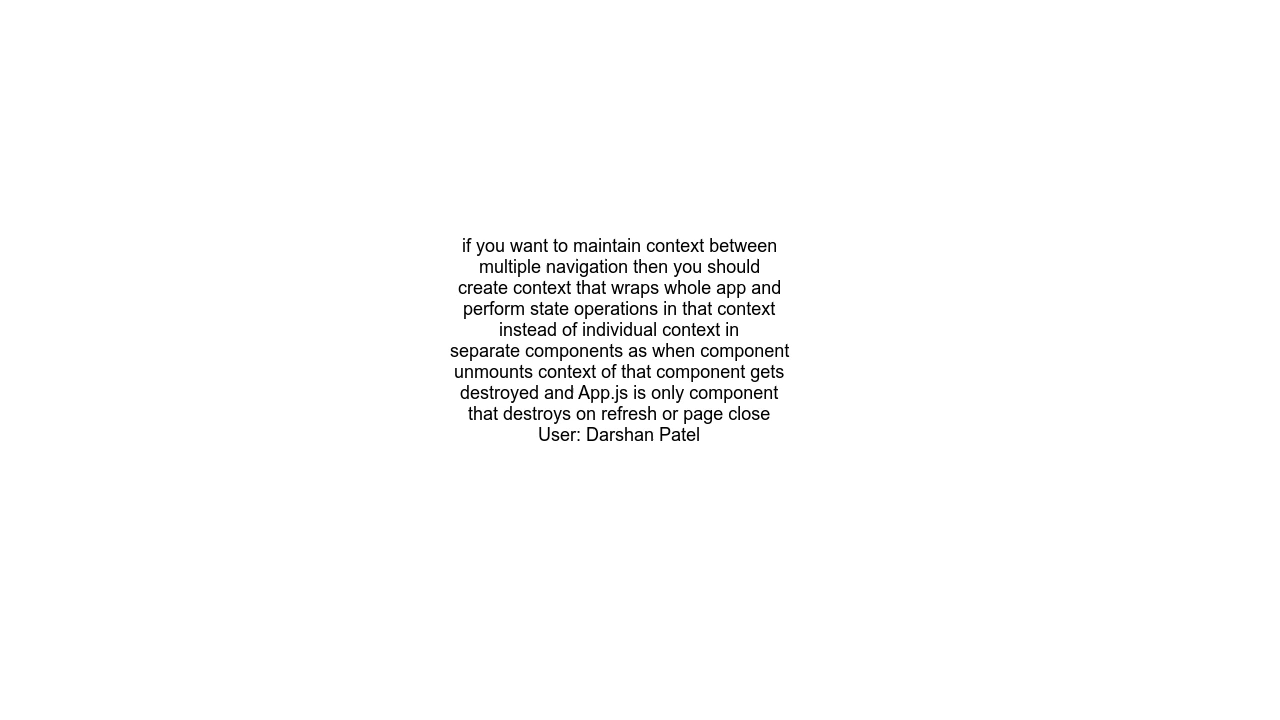 if you want to maintain context between
multiple navigation then you should
create context that wraps whole app and
perform state operations in that context
instead of individual context in
separate components as when component
unmounts context of that component gets
destroyed and App.js is only component
that destroys on refresh or page close
User: Darshan Patel